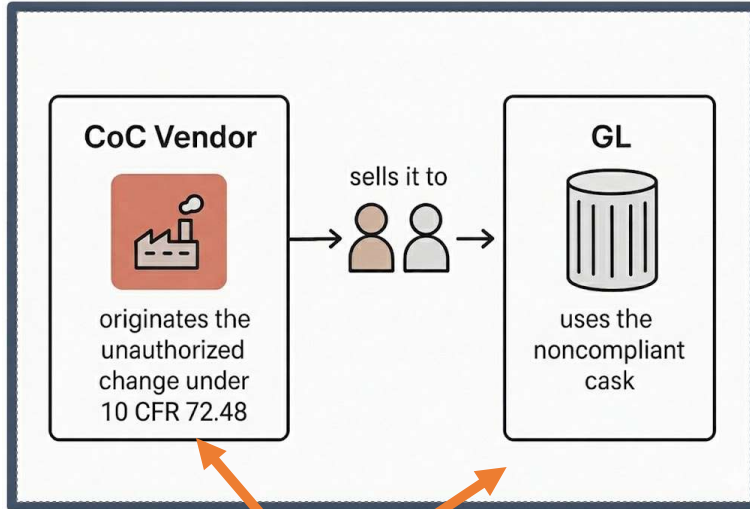 CoC Vendor
originates the
unauthorized
change under
10 CFR 72.48
sells it to
GL
uses the
noncompliant
cask